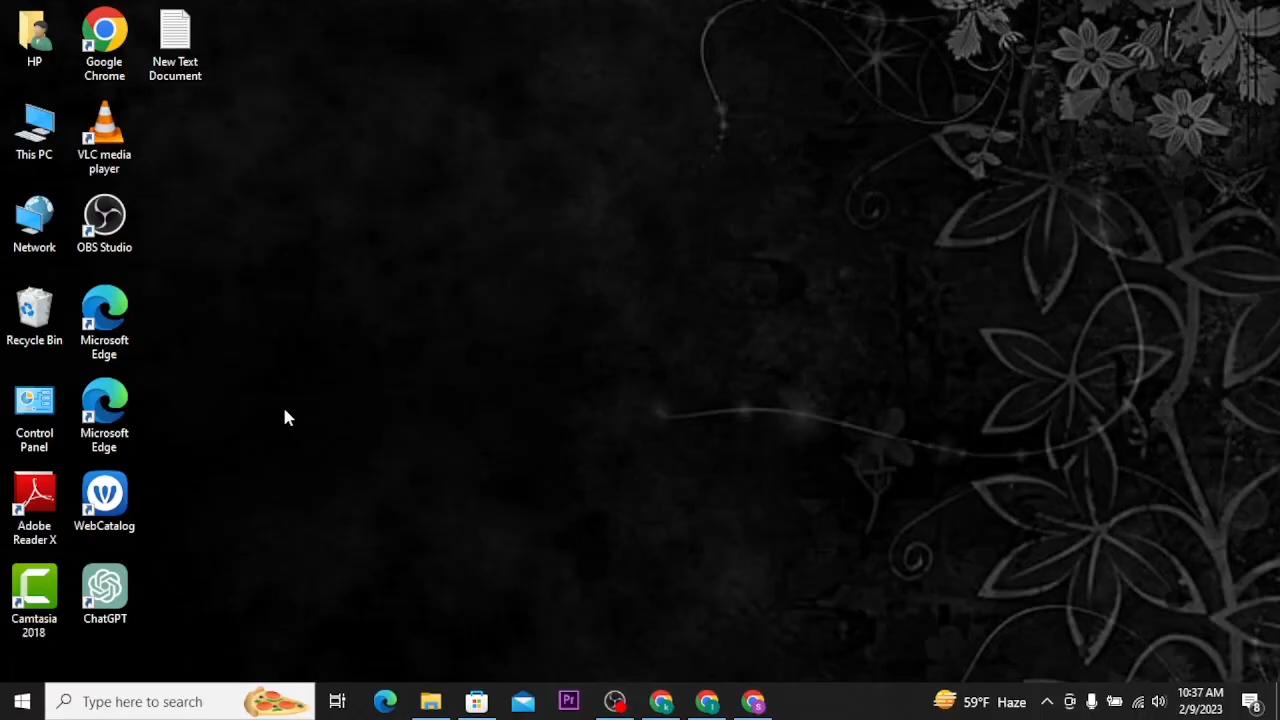 HP
Google
Chrome
New Text
Document
This PC
VLC media
player
Network
OBS Studio
Recycle Bin
Microsoft
Edge
Control
Panel
Microsoft
Edge
Adobe
Reader X
WebCatalog
Camtasia
2018
ChatGPT
Type here to search
Pr
k
s
59°F Haze
10:37 AM
2/9/2023
8